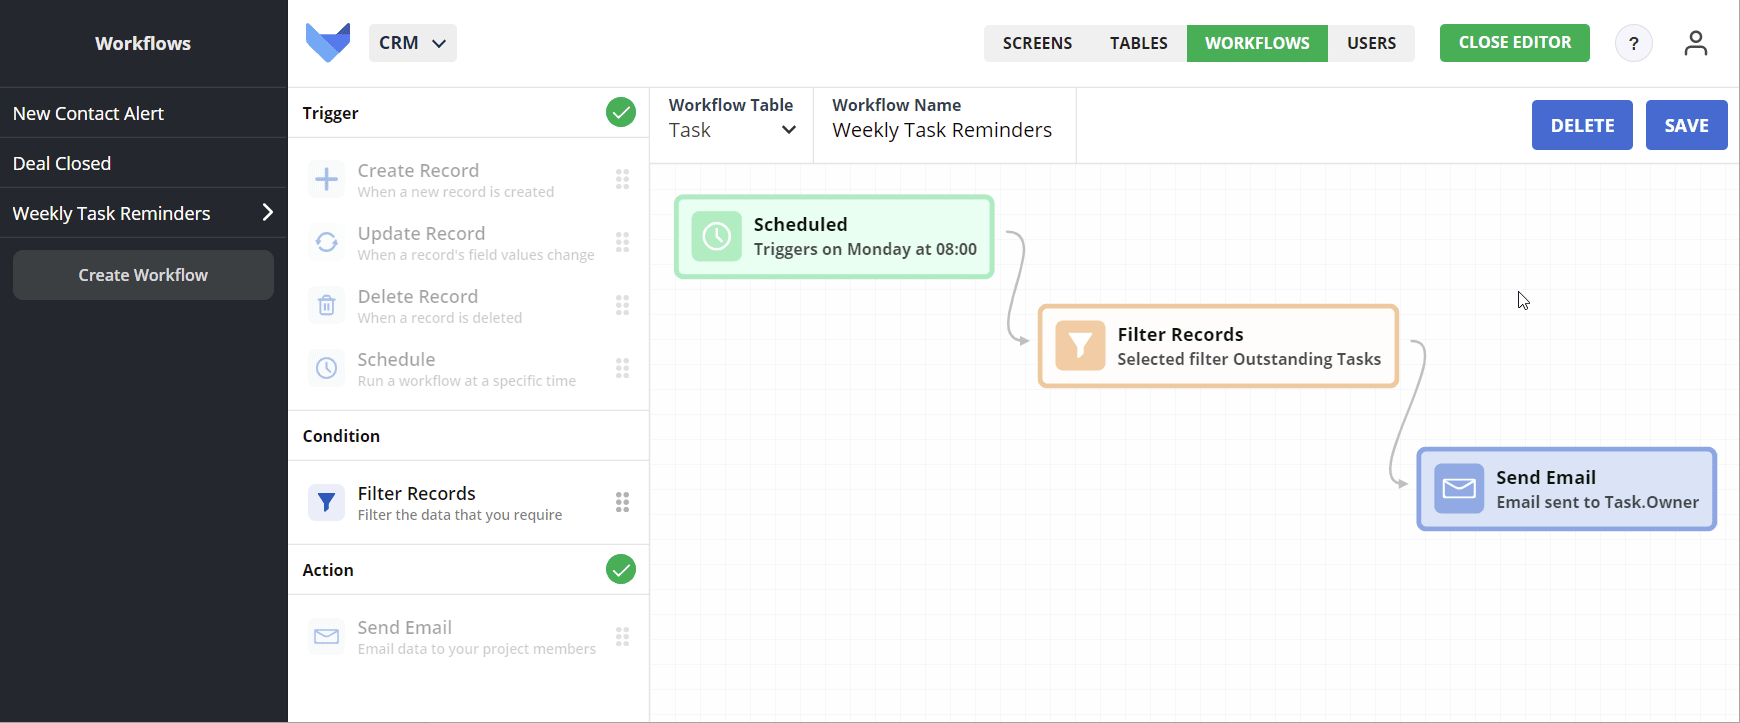 Workflows
New Contact Alert
Deal Closed
Weekly Task Reminders
Create Workflow
CRM
SCREENS
TABLES
WORKFLOWS
USERS
CLOSE EDITOR
?
Trigger
Create Record
When a new record is created
Update Record
When a record's field values change
Delete Record
When a record is deleted
Schedule
Run a workflow at a specific time
Condition
Filter Records
Filter the data that you require
Action
Send Email
Email data to your project members
Workflow Table
Task
Workflow Name
Weekly Task Reminders
DELETE
SAVE
Scheduled
Triggers on Monday at 08:00
Filter Records
Selected filter Outstanding Tasks
Send Email
Email sent to Task.Owner